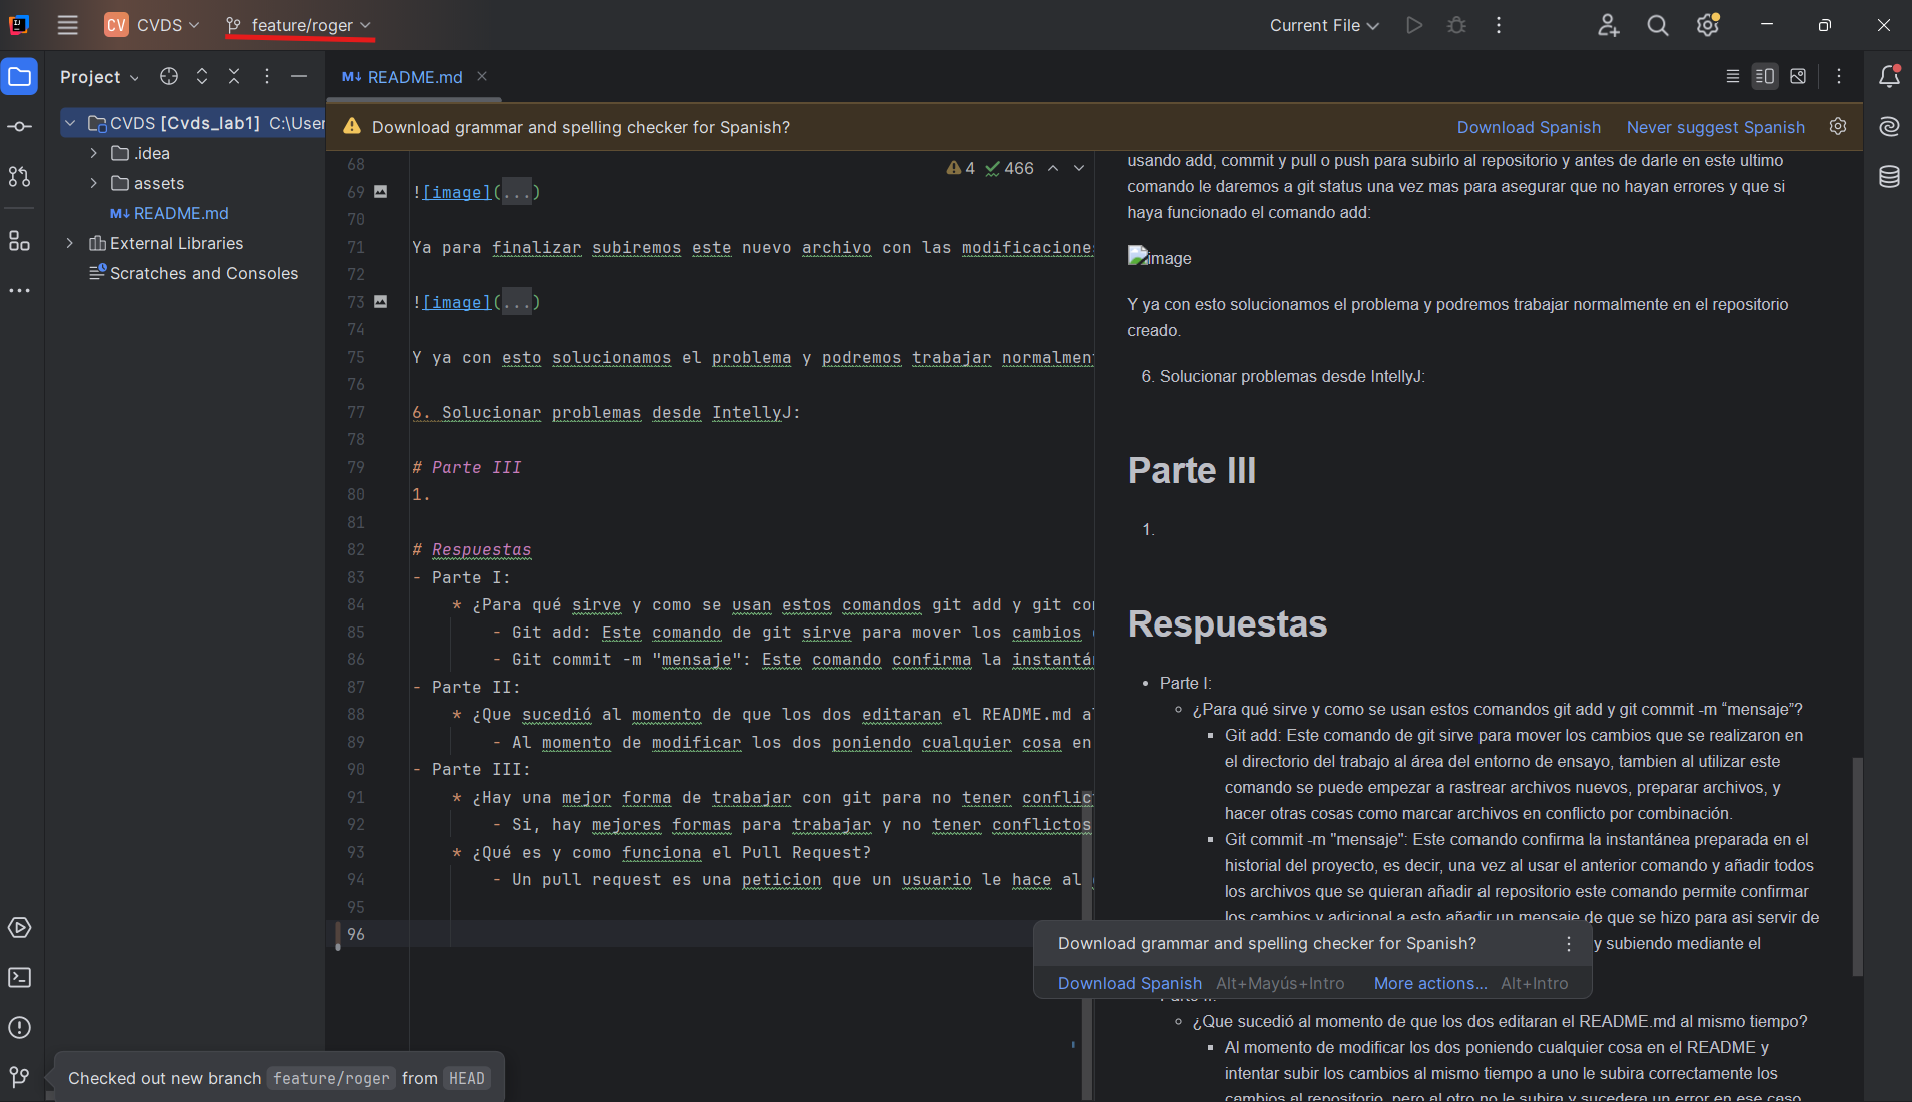 CV CVDS feature/roger Current File
Project README.md
CVDS [Cvds_lab1] C:\User
.idea
assets
README.md
External Libraries
Scratches and Consoles
Download grammar and spelling checker for Spanish? Download Spanish Never suggest Spanish
4 466
68
69 ![image](...)
70
71 Ya para finalizar subiremos este nuevo archivo con las modificaciones
72
73 ![image](...)
74
75 Y ya con esto solucionamos el problema y podremos trabajar normalmen
76
77 6. Solucionar problemas desde IntellyJ:
78
79 # Parte III
80 1.
81
82 # Respuestas
83 - Parte I:
84 * ¿Para qué sirve y como se usan estos comandos git add y git co
85 - Git add: Este comando de git sirve para mover los cambios
86 - Git commit -m "mensaje": Este comando confirma la instantá
87 - Parte II:
88 * ¿Que sucedió al momento de que los dos editaran el README.md al
89 - Al momento de modificar los dos poniendo cualquier cosa en
90 - Parte III:
91 * ¿Hay una mejor forma de trabajar con git para no tener conflic
92 - Si, hay mejores formas para trabajar y no tener conflictos
93 * ¿Qué es y como funciona el Pull Request?
94 - Un pull request es una peticion que un usuario le hace al
95
96
usando add, commit y pull o push para subirlo al repositorio y antes de darle en este ultimo
comando le daremos a git status una vez mas para asegurar que no hayan errores y que si
haya funcionado el comando add:
image
Y ya con esto solucionamos el problema y podremos trabajar normalmente en el repositorio
creado.
6. Solucionar problemas desde IntellyJ:
Parte III
1.
Respuestas
• Parte I:
◦ ¿Para qué sirve y como se usan estos comandos git add y git commit -m “mensaje”?
▪ Git add: Este comando de git sirve para mover los cambios que se realizaron en
el directorio del trabajo al área del entorno de ensayo, tambien al utilizar este
comando se puede empezar a rastrear archivos nuevos, preparar archivos, y
hacer otras cosas como marcar archivos en conflicto por combinación.
▪ Git commit -m "mensaje": Este comando confirma la instantánea preparada en el
historial del proyecto, es decir, una vez al usar el anterior comando y añadir todos
los archivos que se quieran añadir al repositorio este comando permite confirmar
los cambios y adicional a esto añadir un mensaje de que se hizo para asi servir de
y subiendo mediante el
Download grammar and spelling checker for Spanish?
Download Spanish Alt+Mayús+Intro More actions... Alt+Intro
Parte II:
◦ ¿Que sucedió al momento de que los dos editaran el README.md al mismo tiempo?
▪ Al momento de modificar los dos poniendo cualquier cosa en el README y
intentar subir los cambios al mismo tiempo a uno le subira correctamente los
cambios al repositorio, pero al otro no le subira y sucedera un error en ese caso
Checked out new branch feature/roger from HEAD